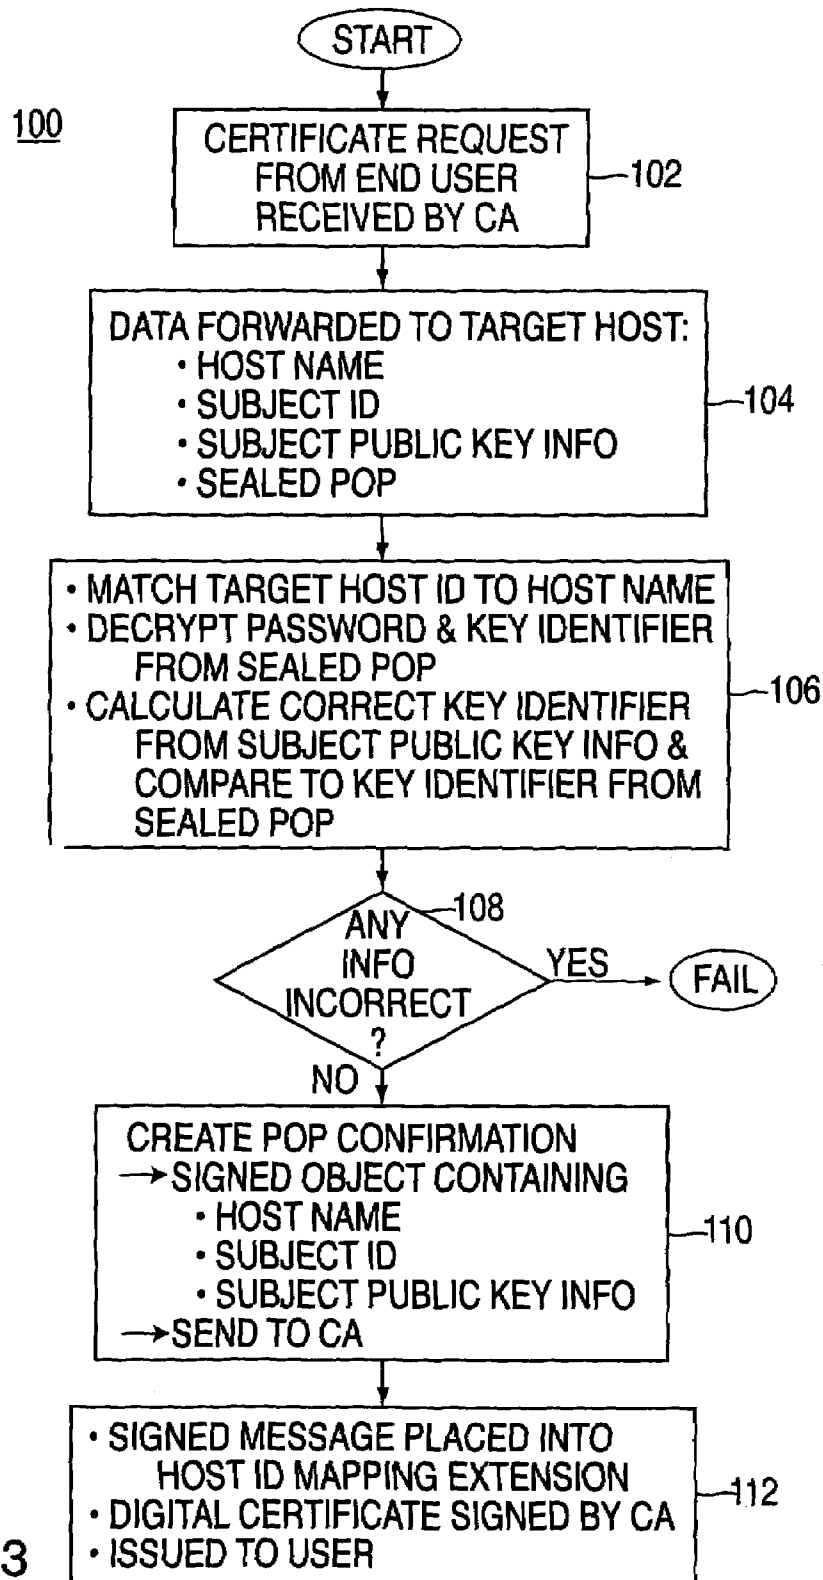 START
100
CERTIFICATE REQUEST
FROM END USER
RECEIVED BY CA
102
DATA FORWARDED TO TARGET HOST:
• HOST NAME
• SUBJECT ID
• SUBJECT PUBLIC KEY INFO
• SEALED POP
104
• MATCH TARGET HOST ID TO HOST NAME
• DECRYPT PASSWORD & KEY IDENTIFIER
FROM SEALED POP
• CALCULATE CORRECT KEY IDENTIFIER
FROM SUBJECT PUBLIC KEY INFO &
COMPARE TO KEY IDENTIFIER FROM
SEALED POP
106
108
ANY
INFO
INCORRECT
?
YES
FAIL
NO
CREATE POP CONFIRMATION
→SIGNED OBJECT CONTAINING
• HOST NAME
• SUBJECT ID
• SUBJECT PUBLIC KEY INFO
→SEND TO CA
110
• SIGNED MESSAGE PLACED INTO
HOST ID MAPPING EXTENSION
• DIGITAL CERTIFICATE SIGNED BY CA
• ISSUED TO USER
112
3